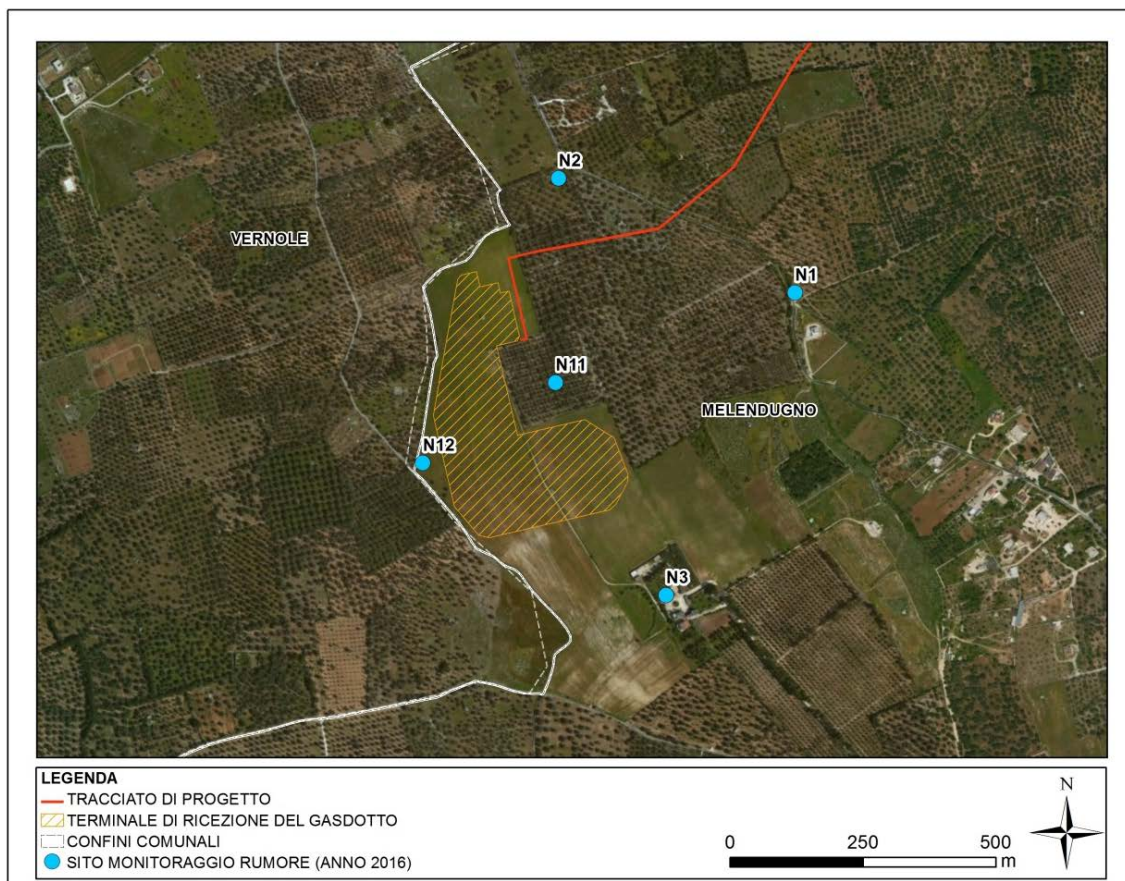 N2
VERNOLE
N1
N11
MELENDUGNO
N12
N3
LEGENDA
TRACCIATO DI PROGETTO
TERMINALE DI RICEZIONE DEL GASDOTTO
CONFINI COMUNALI
SITO MONITORAGGIO RUMORE (ANNO 2016)
0 250 500
m
N